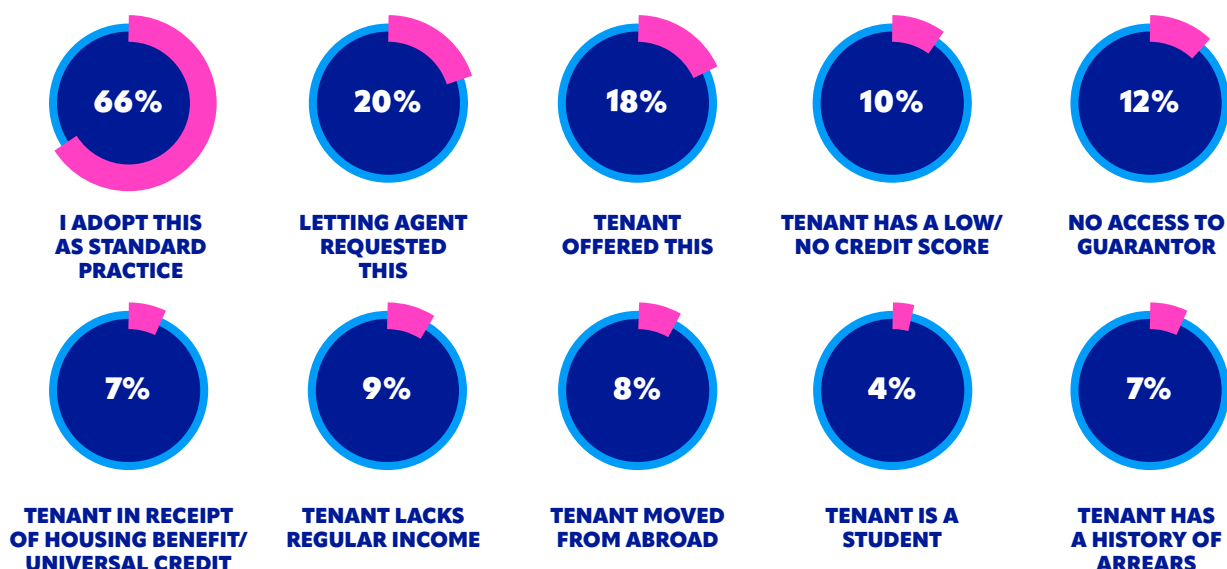 66%
20%
18%
10%
12%
I ADOPT THIS
AS STANDARD
PRACTICE
LETTING AGENT
REQUESTED
THIS
TENANT
OFFERED THIS
TENANT HAS A LOW/
NO CREDIT SCORE
NO ACCESS TO
GUARANTOR
7%
9%
8%
4%
7%
TENANT IN RECEIPT
OF HOUSING BENEFIT/
UNIVERSAL CREDIT
TENANT LACKS
REGULAR INCOME
TENANT MOVED
FROM ABROAD
TENANT IS A
STUDENT
TENANT HAS
A HISTORY OF
ARREARS